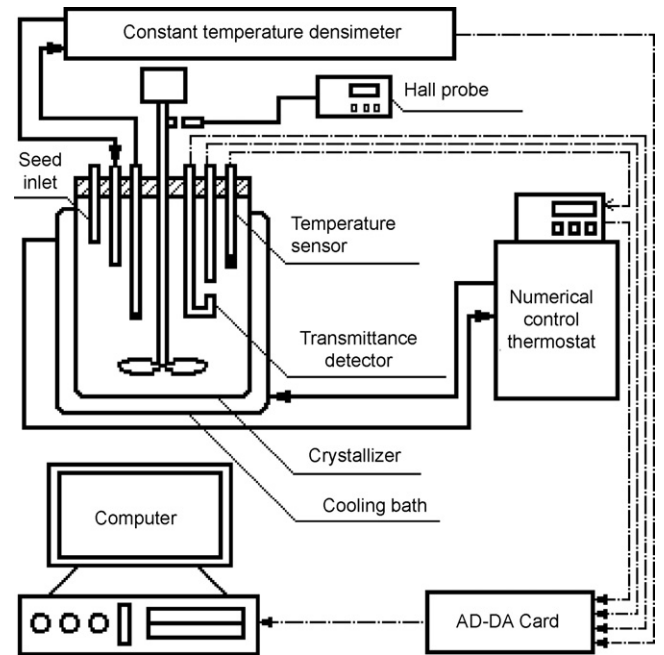 Constant temperature densimeter
Hall probe
Seed
inlet
Temperature
sensor
Numerical
control
thermostat
Transmittance
detector
Crystallizer
Cooling bath
Computer
AD-DA Card